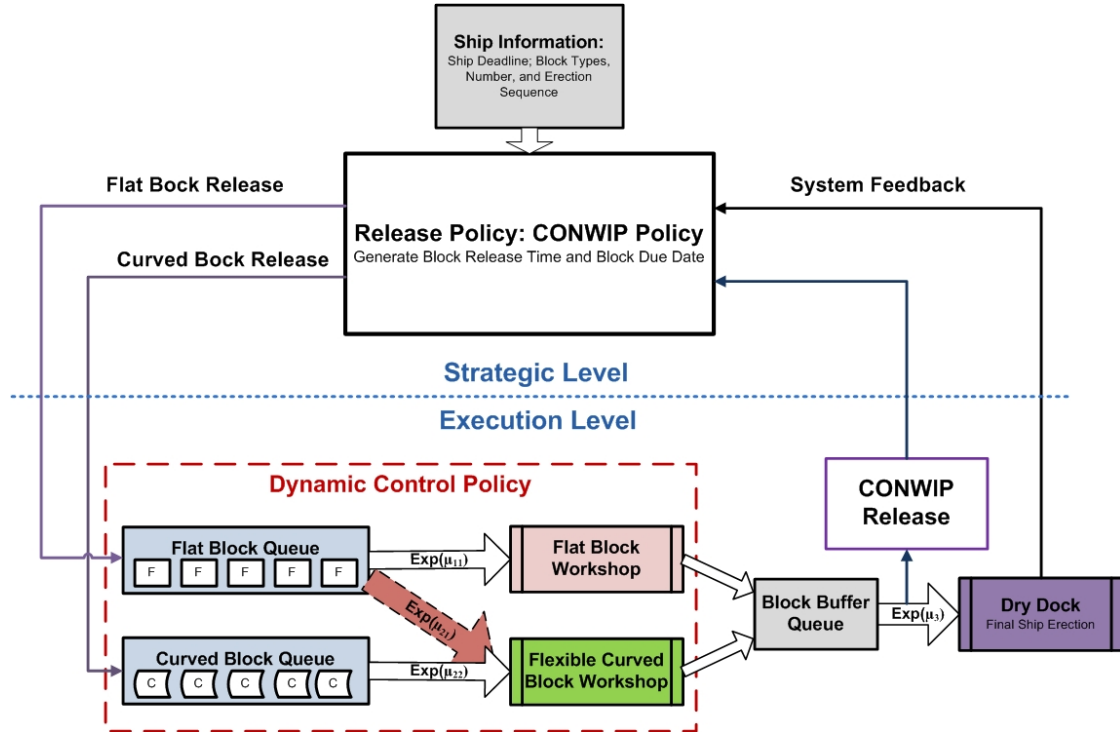 Ship Information:
Ship Deadline; Block Types,
Number, and Erection
Sequence
Flat Bock Release
System Feedback
Release Policy: CONWIP Policy
Generate Block Release Time and Block Due Date
Curved Bock Release
Strategic Level
Execution Level
Dynamic Control Policy
CONWIP
Release
Flat Block Queue
F F F F F
Exp(μ11)
Flat Block
Workshop
Exp(μ21)
Block Buffer
Queue
Exp(μ3)
Dry Dock
Final Ship Erection
Curved Block Queue
C C C C C
Exp(μ22)
Flexible Curved
Block Workshop